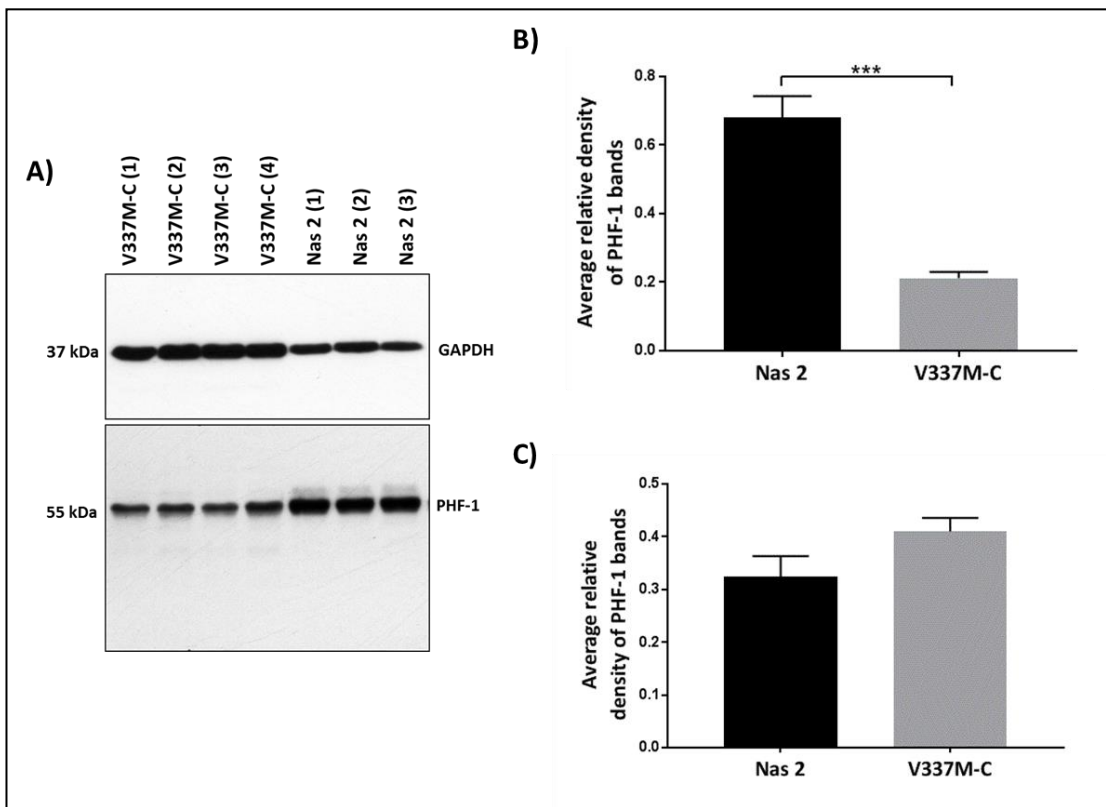 A)
V337M-C (1)
V337M-C (2)
V337M-C (3)
V337M-C (4)
Nas 2 (1)
Nas 2 (2)
Nas 2 (3)
37 kDa
GAPDH
55 kDa
PHF-1
B)
Average relative density
of PHF-1 bands
0.8
0.6
0.4
0.2
0.0
***
Nas 2
V337M-C
C)
Average relative
density of PHF-1 bands
0.5
0.4
0.3
0.2
0.1
0.0
Nas 2
V337M-C